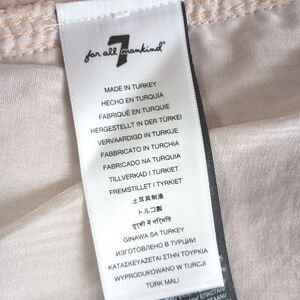 7
for all mankind
MADE IN TURKEY
HECHO EN TURQUÍA
FABRIQUÉ EN TURQUIE
HERGESTELLT IN DER TÜRKEI
VERVAARDIGD IN TURKIJE
FABBRICATO IN TURCHIA
FABRICADO NA TURQUIA
TILLVERKAD I TURKIET
FREMSTILLET I TYRKIET
土耳其制造
トルコ製
तुर्की में निर्मित
GINAWA SA TURKEY
ИЗГОТОВЛЕНО В ТУРЦИИ
ΚΑΤΑΣΚΕΥΑΖΕΤΑΙ ΣΤΗΝ ΤΟΥΡΚΙΑ
WYPRODUKOWANO W TURCJI
TÜRK MALI